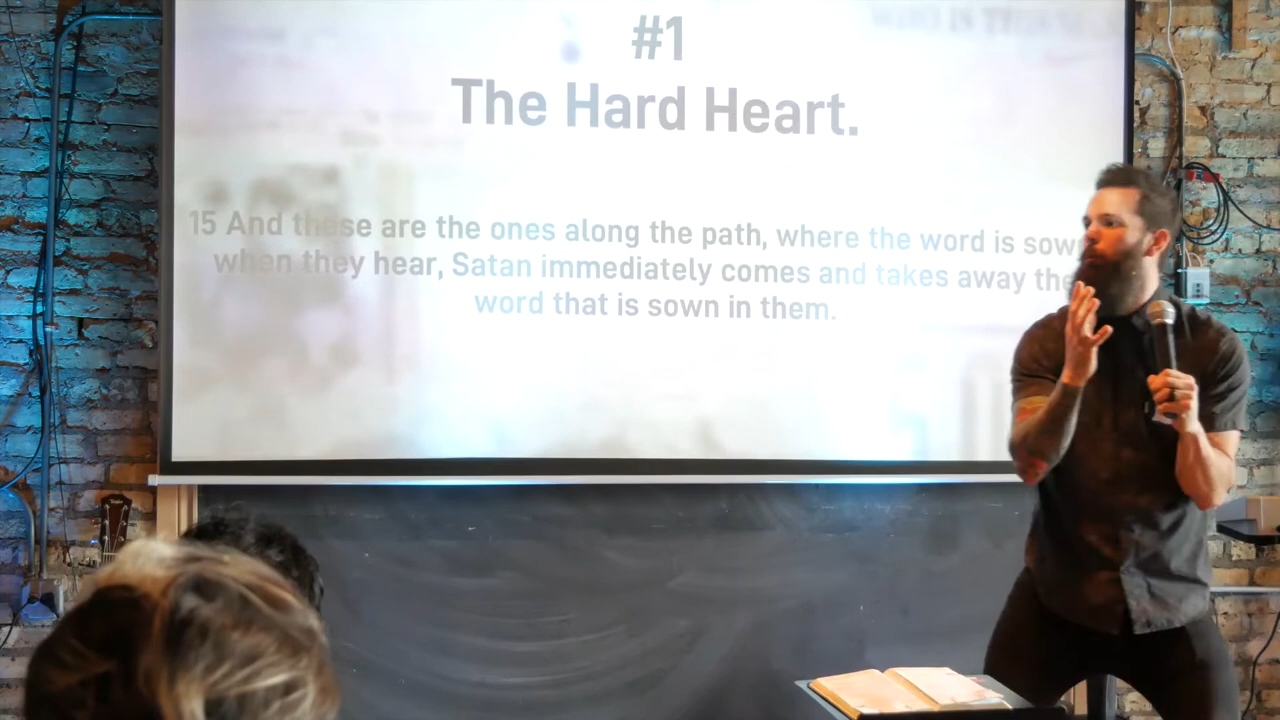 #1
The Hard Heart.
15 And these are the ones along the path, where the word is
when they hear, Satan immediately comes and takes away the
word that is sown in them.